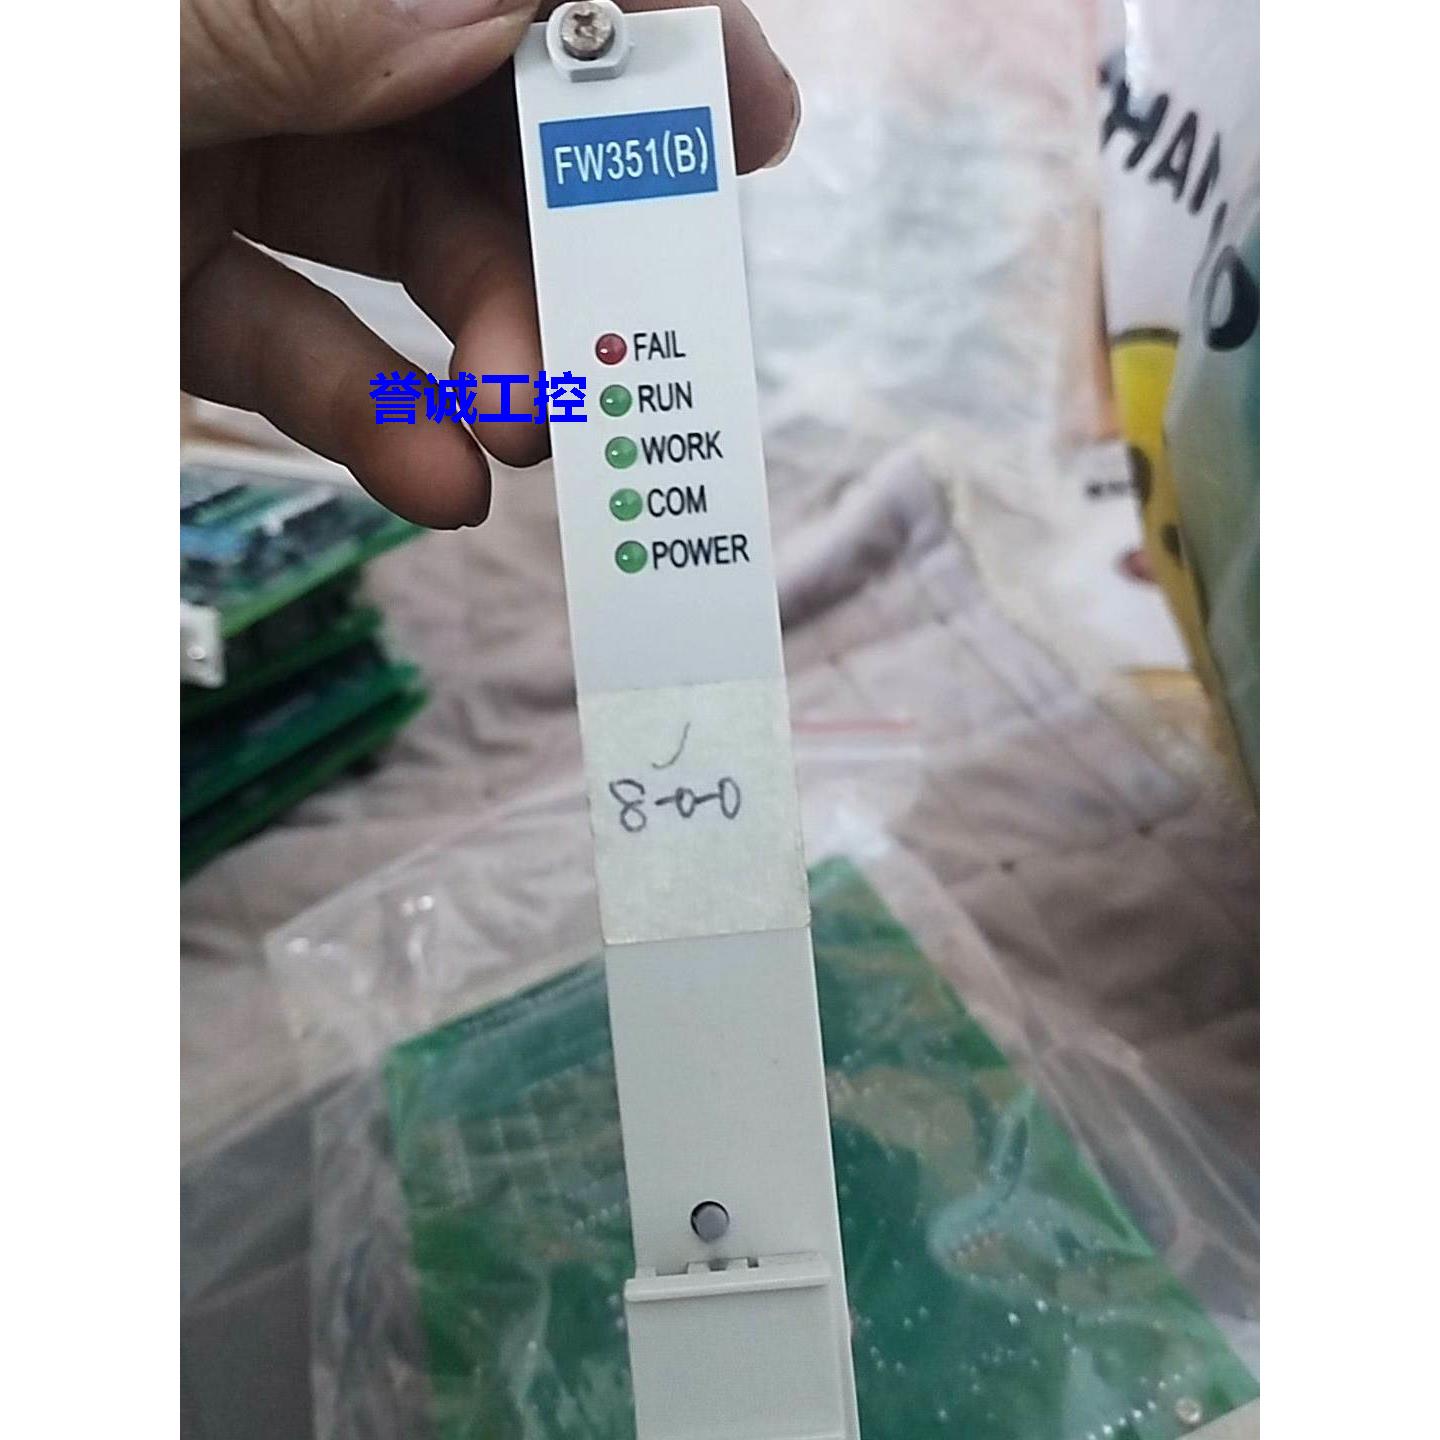 FW351(B)
FAIL
誉诚工控
RUN
WORK
COM
POWER
8-0-0